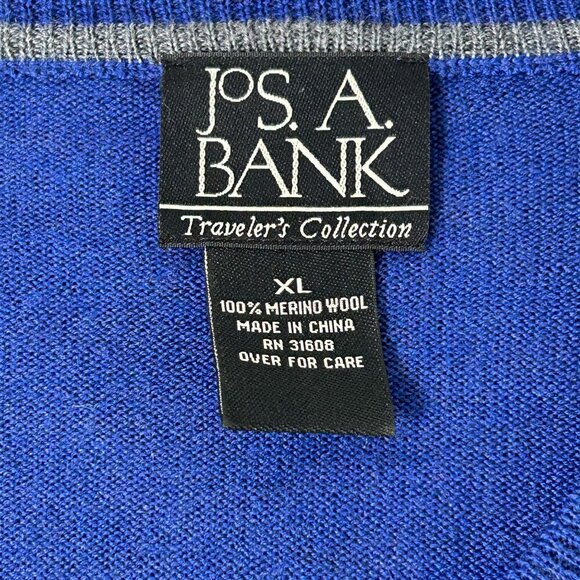 JoS. A.
BANK
Traveler's Collection
XL
100% MERINO WOOL
MADE IN CHINA
RN 31608
OVER FOR CARE